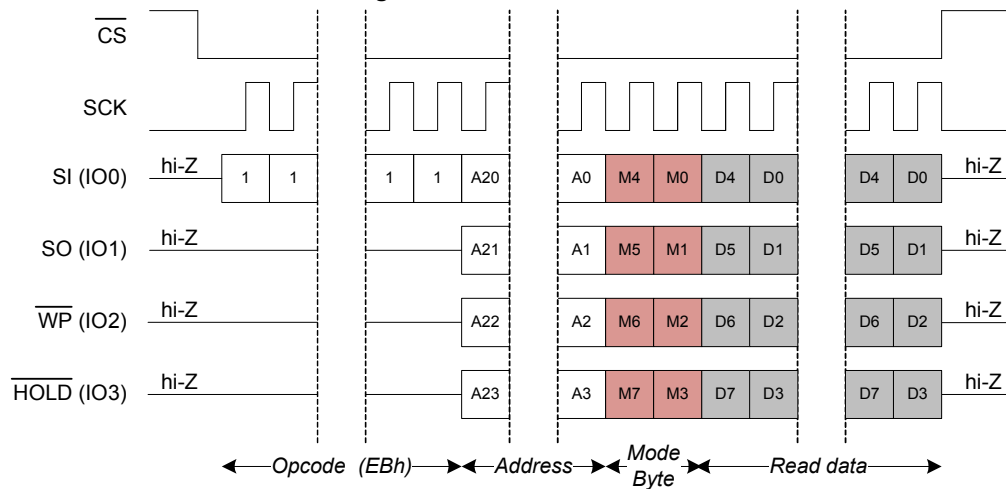 CS
SCK
SI (IO0) hi-Z 1 1 1 1 A20 A0 M4 M0 D4 D0 D4 D0 hi-Z
SO (IO1) hi-Z A21 A1 M5 M1 D5 D1 D5 D1 hi-Z
WP (IO2) hi-Z A22 A2 M6 M2 D6 D2 D6 D2 hi-Z
HOLD (IO3) hi-Z A23 A3 M7 M3 D7 D3 D7 D3 hi-Z
Opcode (EBh) Address Mode Byte Read data